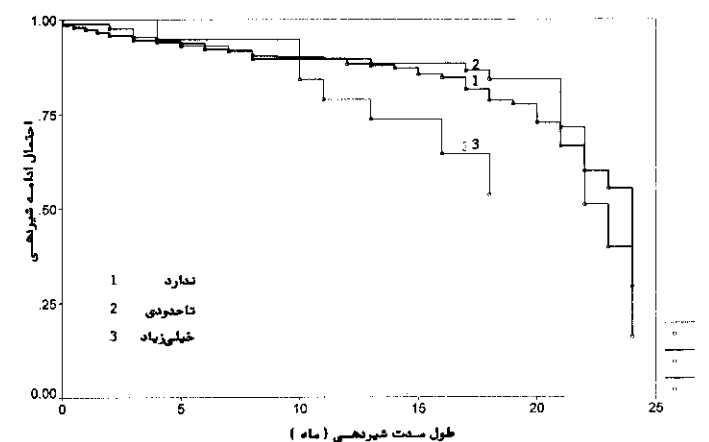 1.00
.75
.50
.25
0.00
احتمال ادامه شیردهی
2
1
3
1 ندارد
2 تاحدودی
3 خیلی‌زیاد
0 5 10 15 20 25
طول مدت شیردهی ( ماه )